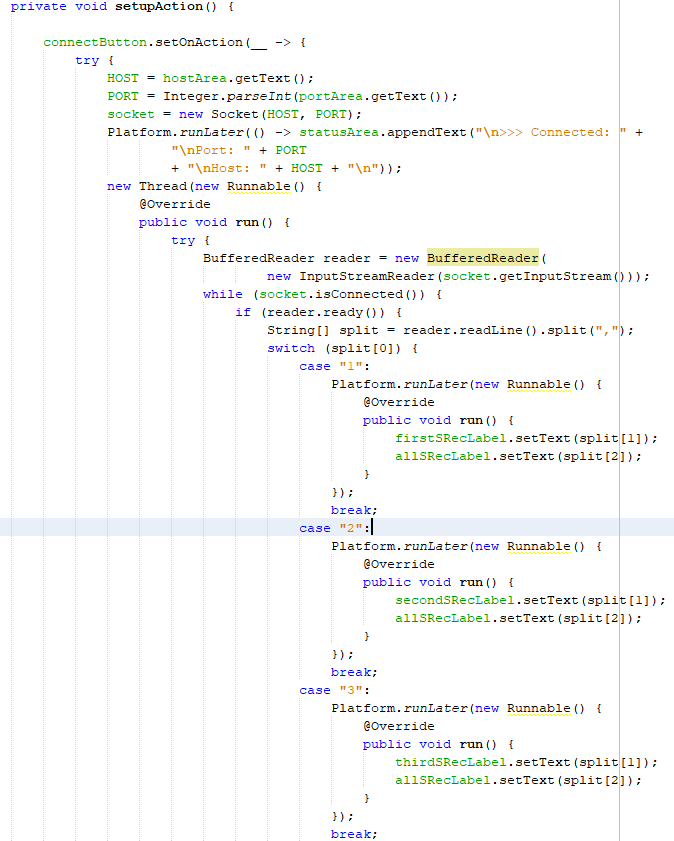 private void setupAction() {
connectButton.setOnAction(__ -> {
try {
HOST = hostArea.getText();
PORT = Integer.parseInt(portArea.getText());
socket = new Socket(HOST, PORT);
Platform.runLater(() -> statusArea.appendText("\n>>> Connected: " +
"\nPort: " + PORT
+ "\nHost: " + HOST + "\n"));
new Thread(new Runnable() {
@Override
public void run() {
try {
BufferedReader reader = new BufferedReader(
new InputStreamReader(socket.getInputStream()));
while (socket.isConnected()) {
if (reader.ready()) {
String[] split = reader.readLine().split(",");
switch (split[0]) {
case "1":
Platform.runLater(new Runnable() {
@Override
public void run() {
firstSRecLabel.setText(split[1]);
allSRecLabel.setText(split[2]);
}
});
break;
case "2":
Platform.runLater(new Runnable() {
@Override
public void run() {
secondSRecLabel.setText(split[1]);
allSRecLabel.setText(split[2]);
}
});
break;
case "3":
Platform.runLater(new Runnable() {
@Override
public void run() {
thirdSRecLabel.setText(split[1]);
allSRecLabel.setText(split[2]);
}
});
break;